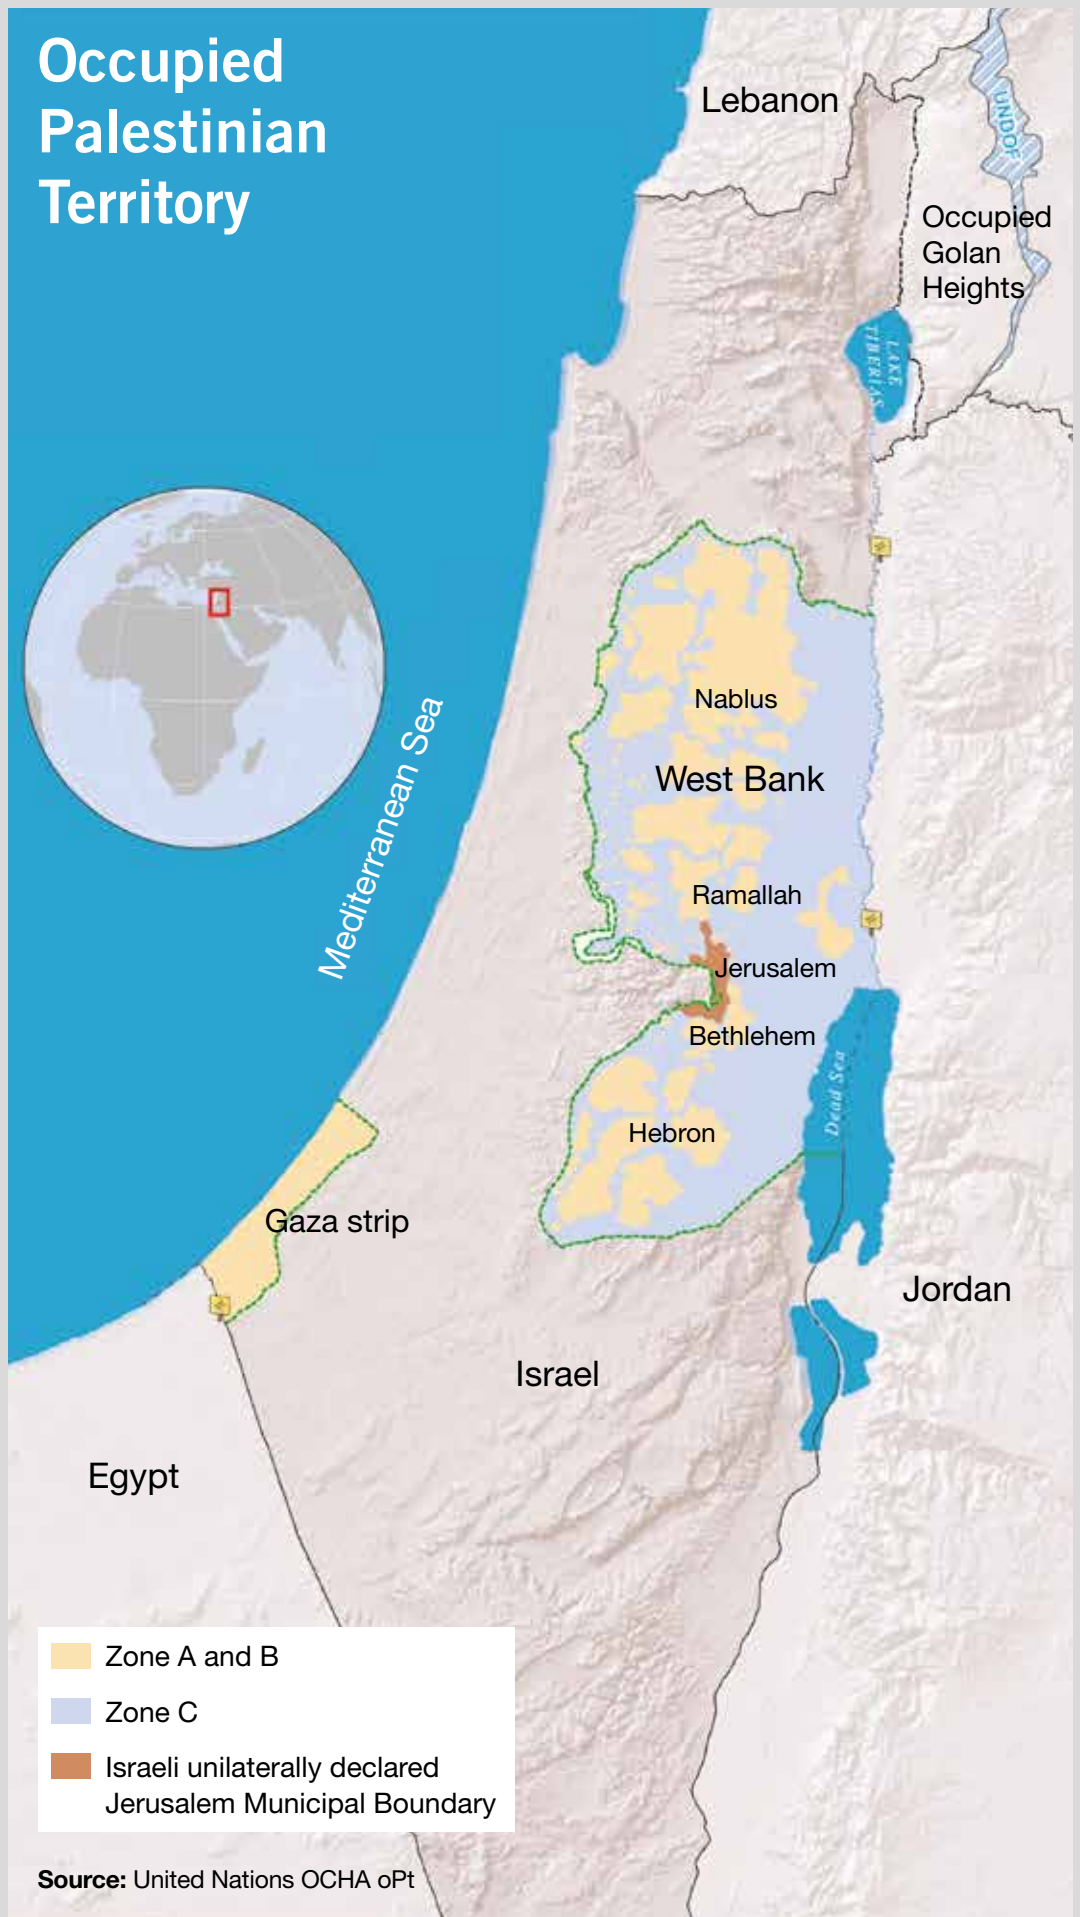 Occupied
Palestinian
Territory
Lebanon
UNDOF
Occupied
Golan
Heights
LAKE
TIBERIAS
Mediterranean Sea
Nablus
West Bank
Ramallah
Jerusalem
Bethlehem
Dead Sea
Hebron
Gaza strip
Jordan
Israel
Egypt
Zone A and B
Zone C
Israeli unilaterally declared
Jerusalem Municipal Boundary
Source: United Nations OCHA oPt